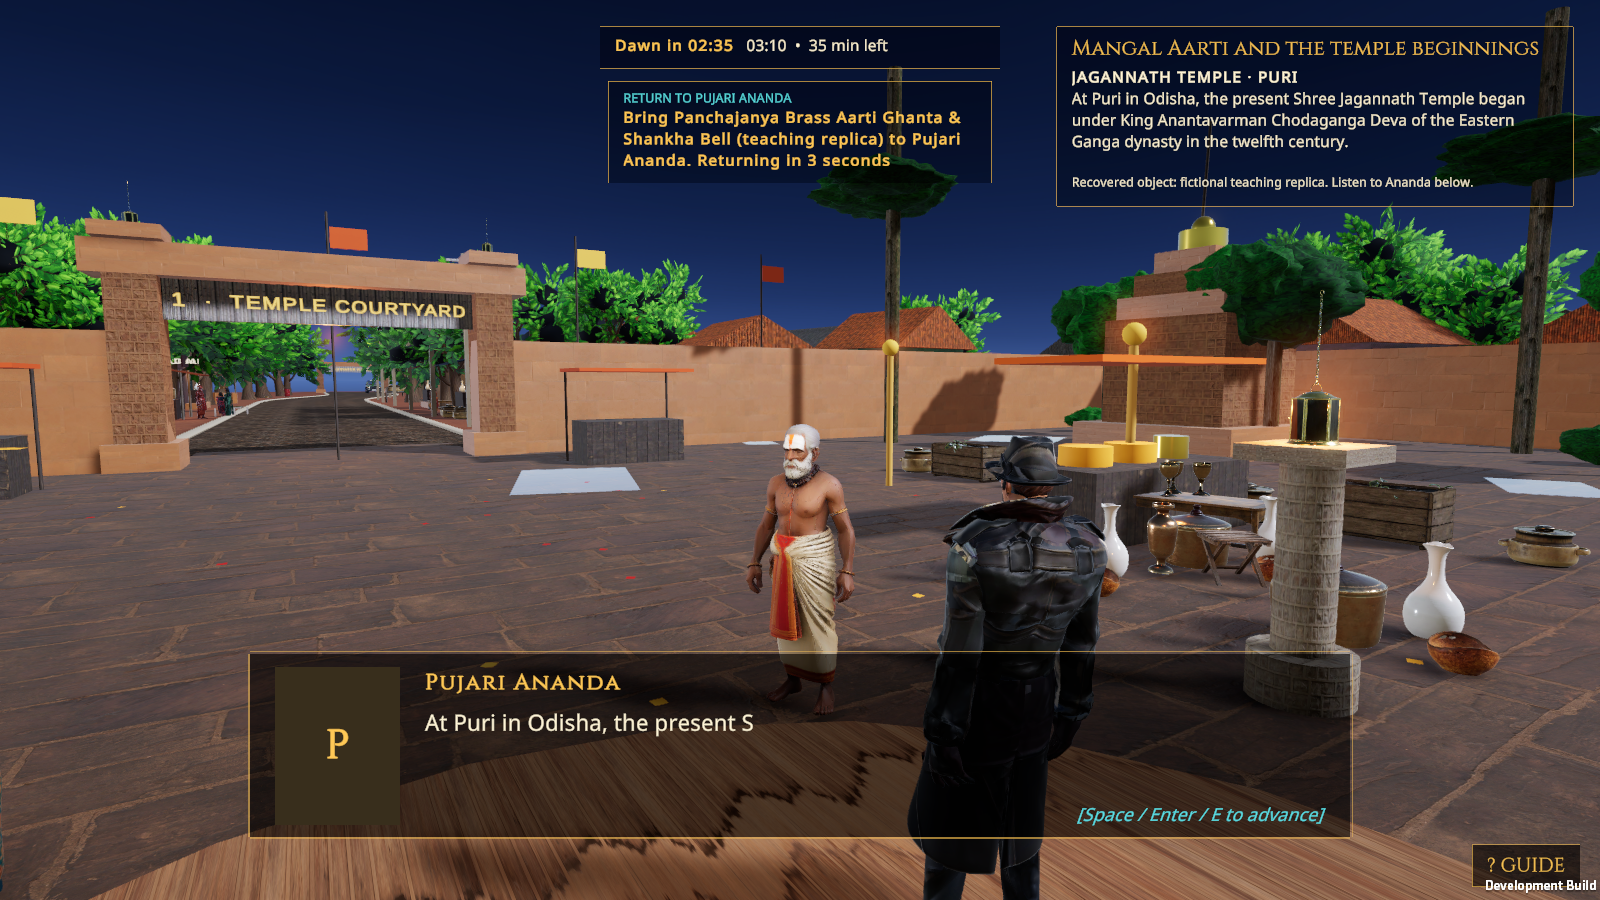 Dawn in 02:35 03:10 • 35 min left
RETURN TO PUJARI ANANDA
Bring Panchajanya Brass Aarti Ghanta &
Shankha Bell (teaching replica) to Pujari
Ananda. Returning in 3 seconds
MANGAL AARTI AND THE TEMPLE BEGINNINGS
JAGANNATH TEMPLE · PURI
At Puri in Odisha, the present Shree Jagannath Temple began
under King Anantavarman Chodaganga Deva of the Eastern
Ganga dynasty in the twelfth century.
Recovered object: fictional teaching replica. Listen to Ananda below.
1 · TEMPLE COURTYARD
P
PUJARI ANANDA
At Puri in Odisha, the present S
[Space / Enter / E to advance]
? GUIDE
Development Build